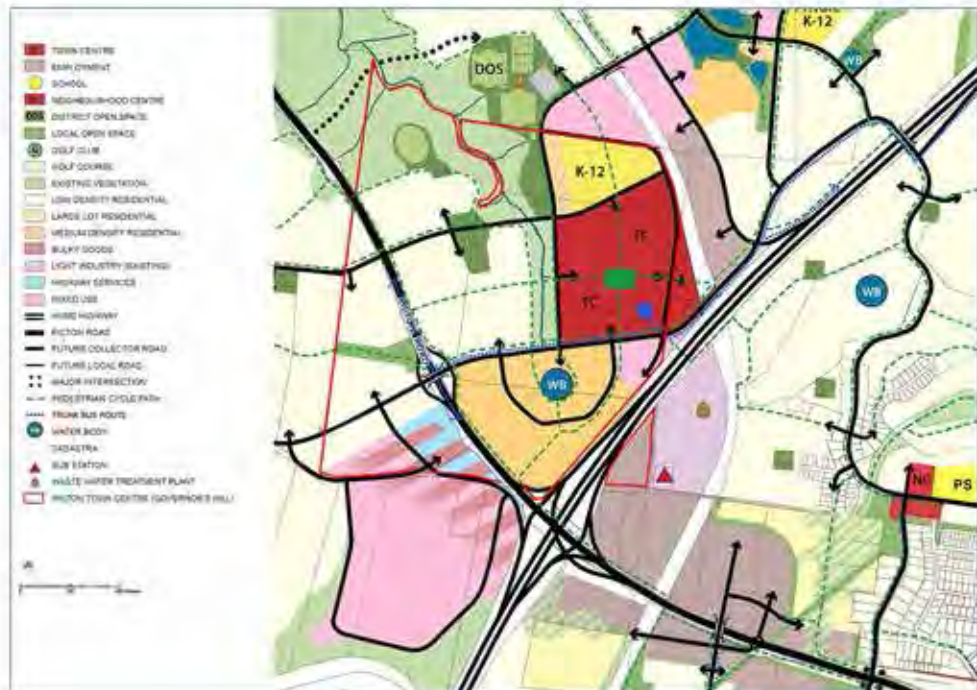 TOWN CENTRE
EMPLOYMENT
SCHOOL
NEIGHBOURHOOD CENTRE
DOS DISTRICT OPEN SPACE
LOCAL OPEN SPACE
GOLF CLUB
GOLF COURSE
EXISTING VEGETATION
LOW DENSITY RESIDENTIAL
LARGE LOT RESIDENTIAL
MEDIUM DENSITY RESIDENTIAL
BULKY GOODS
LIGHT INDUSTRY (EXISTING)
HIGHWAY SERVICES
MIXED USE
HUME HIGHWAY
PICTON ROAD
FUTURE COLLECTOR ROAD
FUTURE LOCAL ROAD
MAJOR INTERSECTION
PEDESTRIAN CYCLE PATH
TRUNK BUS ROUTE
WATER BODY
CADASTRA
SUB STATION
WASTE WATER TREATMENT PLANT
WILTON TOWN CENTRE (GOVERNOR'S HILL)
K-12
DOS
WB
K-12
TC
TC
WB
WB
NC
PS